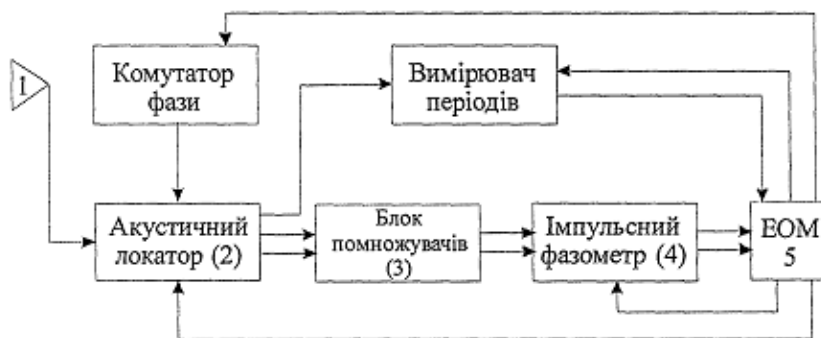 1
Комутатор
фази
Вимірювач
періодів
Акустичний
локатор (2)
Блок
помножувачів
(3)
Імпульсний
фазометр (4)
ЕОМ
5